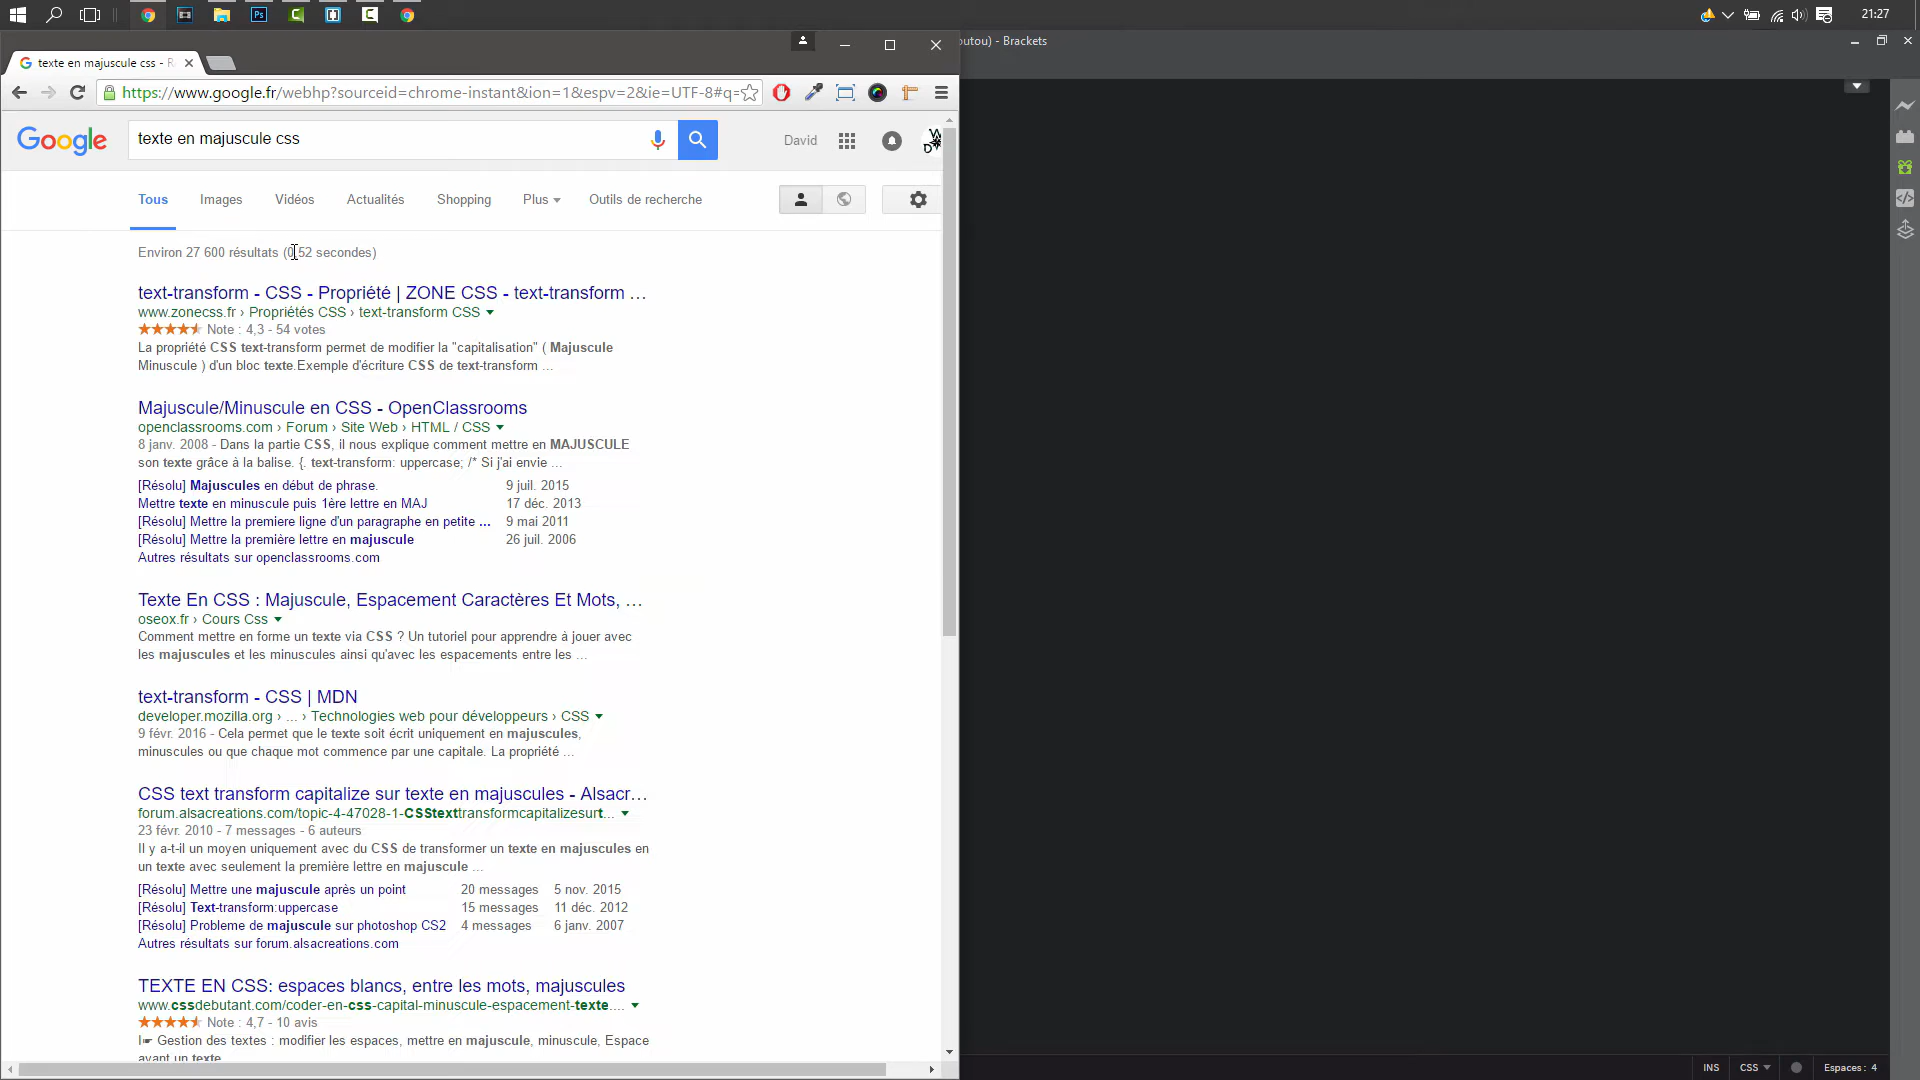 21:27
outou) - Brackets
texte en majuscule css - R
https://www.google.fr/webhp?sourceid=chrome-instant&ion=1&espv=2&ie=UTF-8#q=
Google
texte en majuscule css
David
Tous
Images
Vidéos
Actualités
Shopping
Plus
Outils de recherche
Environ 27 600 résultats (0,52 secondes)
text-transform - CSS - Propriété | ZONE CSS - text-transform ...
www.zonecss.fr › Propriétés CSS › text-transform CSS
Note : 4,3 - 54 votes
La propriété CSS text-transform permet de modifier la "capitalisation" ( Majuscule
Minuscule ) d'un bloc texte.Exemple d'écriture CSS de text-transform ...
Majuscule/Minuscule en CSS - OpenClassrooms
openclassrooms.com › Forum › Site Web › HTML / CSS
8 janv. 2008 - Dans la partie CSS, il nous explique comment mettre en MAJUSCULE
son texte grâce à la balise. {. text-transform: uppercase; /* Si j'ai envie ...
[Résolu] Majuscules en début de phrase. 9 juil. 2015
Mettre texte en minuscule puis 1ère lettre en MAJ 17 déc. 2013
[Résolu] Mettre la premiere ligne d'un paragraphe en petite ... 9 mai 2011
[Résolu] Mettre la première lettre en majuscule 26 juil. 2006
Autres résultats sur openclassrooms.com
Texte En CSS : Majuscule, Espacement Caractères Et Mots, ...
oseox.fr › Cours Css
Comment mettre en forme un texte via CSS ? Un tutoriel pour apprendre à jouer avec
les majuscules et les minuscules ainsi qu'avec les espacements entre les ...
text-transform - CSS | MDN
developer.mozilla.org › ... › Technologies web pour développeurs › CSS
9 févr. 2016 - Cela permet que le texte soit écrit uniquement en majuscules,
minuscules ou que chaque mot commence par une capitale. La propriété ...
CSS text transform capitalize sur texte en majuscules - Alsacr...
forum.alsacreations.com/topic-4-47028-1-CSStexttransformcapitalizesurt...
23 févr. 2010 - 7 messages - 6 auteurs
Il y a-t-il un moyen uniquement avec du CSS de transformer un texte en majuscules en
un texte avec seulement la première lettre en majuscule ...
[Résolu] Mettre une majuscule après un point 20 messages 5 nov. 2015
[Résolu] Text-transform:uppercase 15 messages 11 déc. 2012
[Résolu] Probleme de majuscule sur photoshop CS2 4 messages 6 janv. 2007
Autres résultats sur forum.alsacreations.com
TEXTE EN CSS: espaces blancs, entre les mots, majuscules
www.cssdebutant.com/coder-en-css-capital-minuscule-espacement-texte....
Note : 4,7 - 10 avis
I☛ Gestion des textes : modifier les espaces, mettre en majuscule, minuscule, Espace
avant un texte
INS CSS Espaces: 4